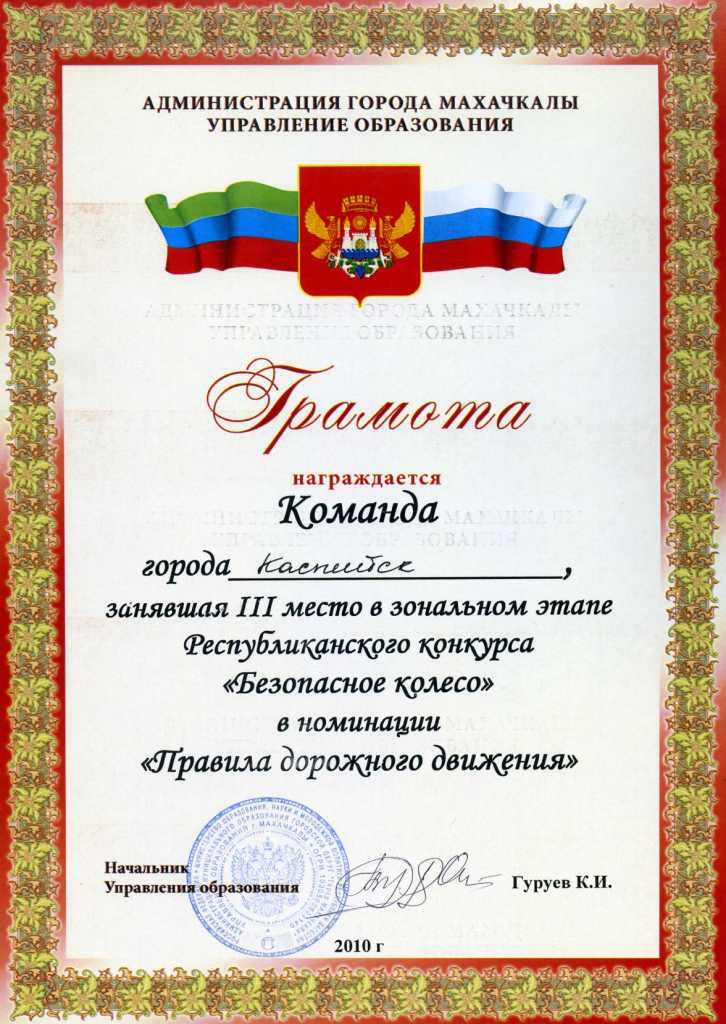 АДМИНИСТРАЦИЯ ГОРОДА МАХАЧКАЛЫ
УПРАВЛЕНИЕ ОБРАЗОВАНИЯ
Грамота
награждается
Команда
города Каспийск,
занявшая III место в зональном этапе
Республиканского конкурса
«Безопасное колесо»
в номинации
«Правила дорожного движения»
Начальник
Управления образования
Гуруев К.И.
2010 г